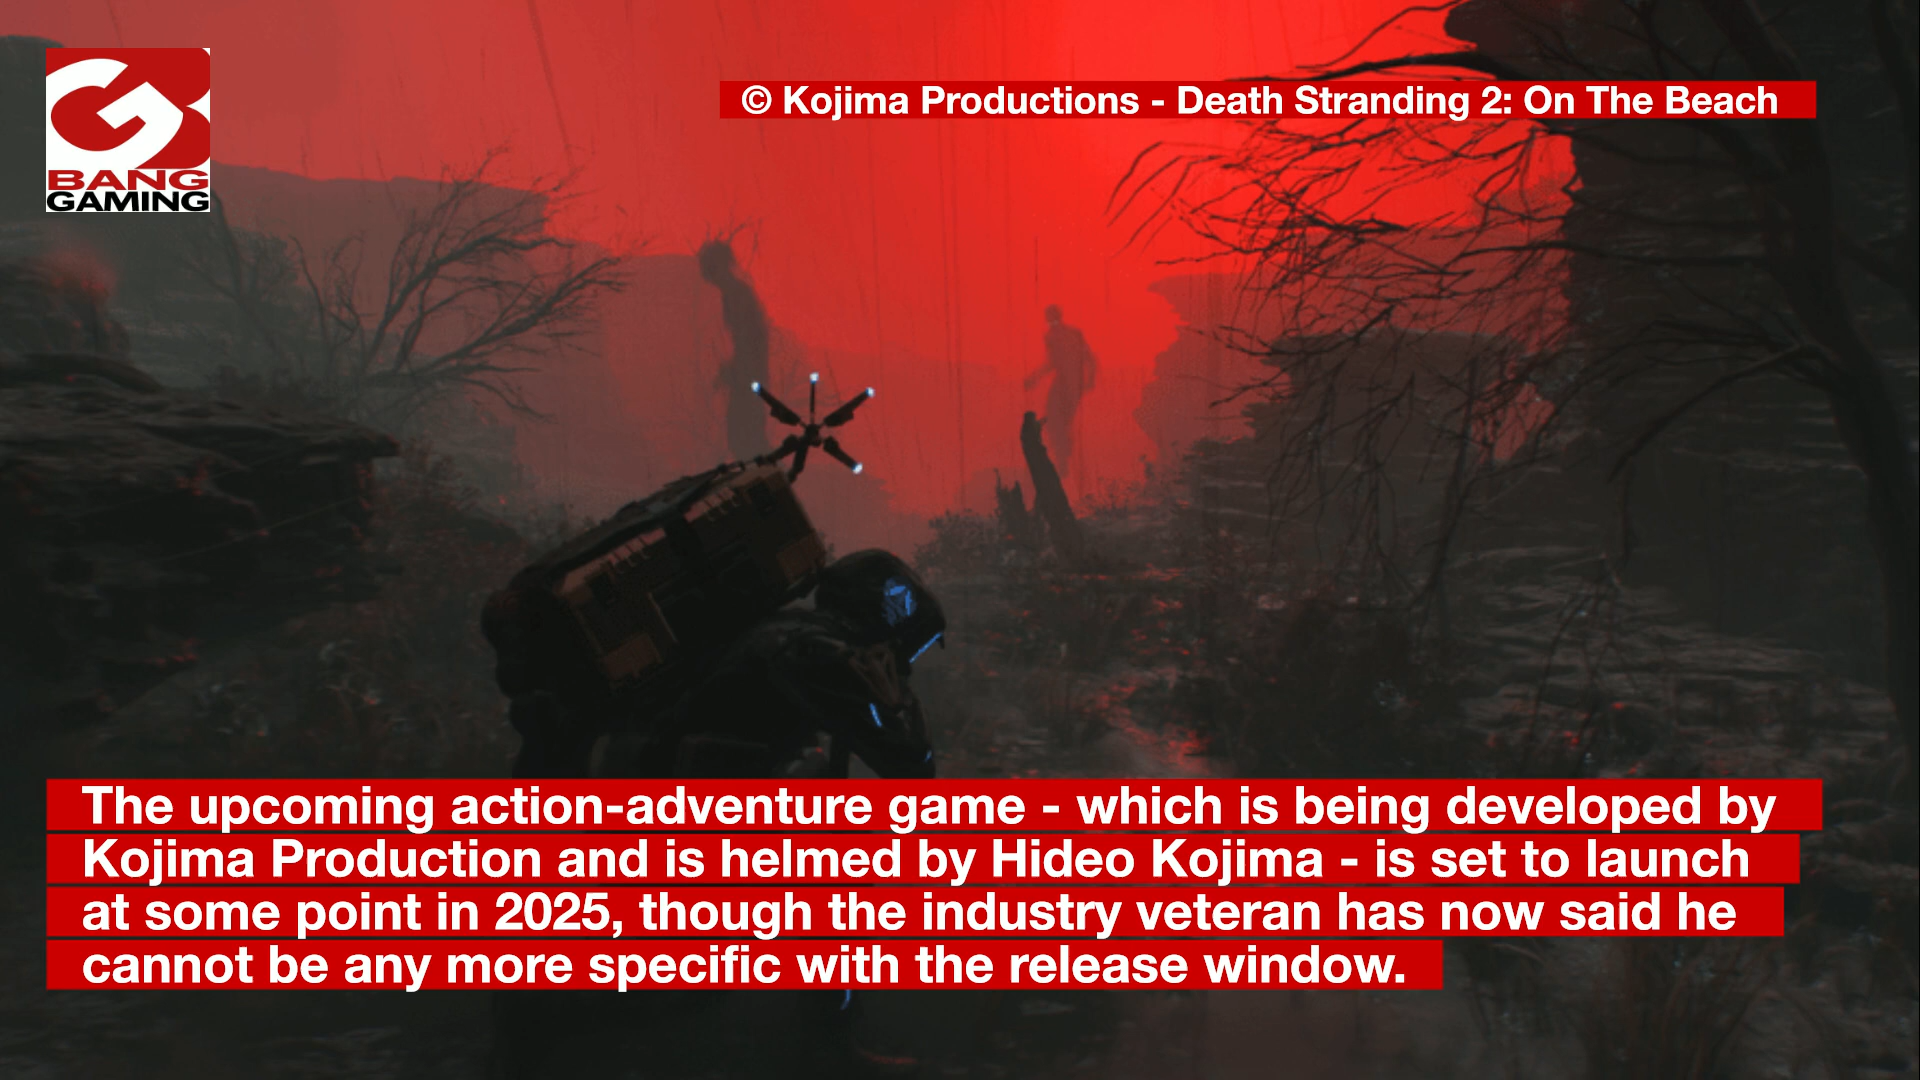 BANG
GAMING
© Kojima Productions - Death Stranding 2: On The Beach
The upcoming action-adventure game - which is being developed by
Kojima Production and is helmed by Hideo Kojima - is set to launch
at some point in 2025, though the industry veteran has now said he
cannot be any more specific with the release window.